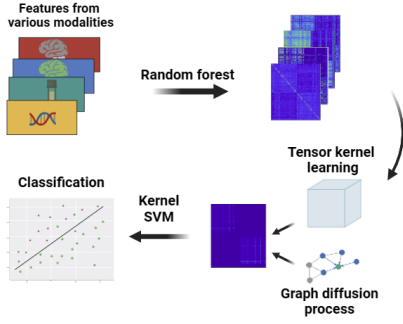 Features from
various modalities
Random forest
Tensor kernel
learning
Classification
Kernel
SVM
Graph diffusion
process